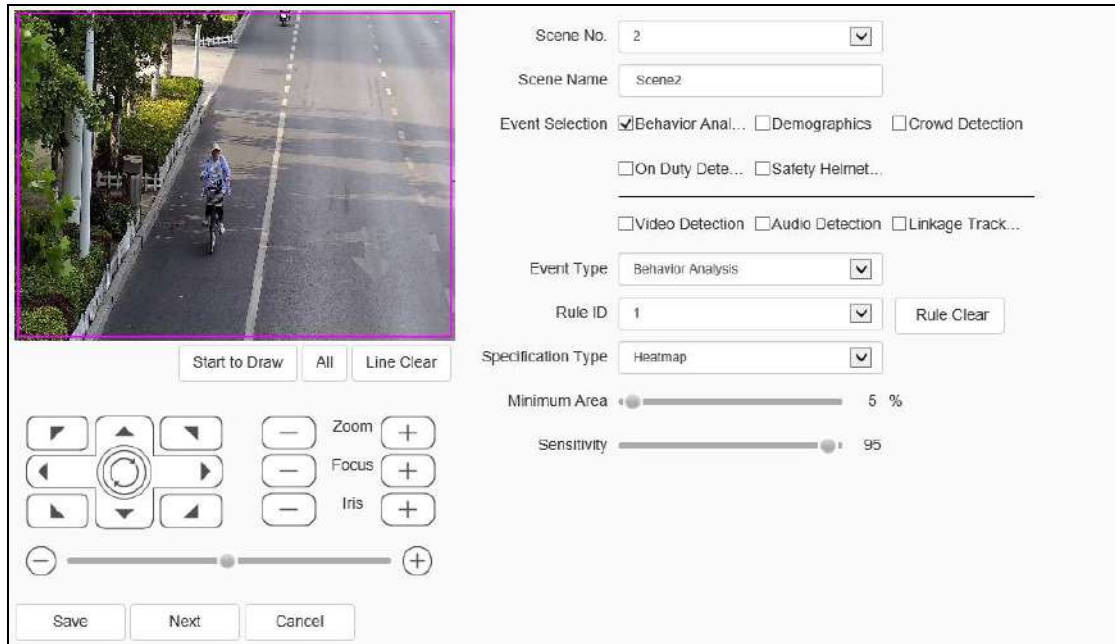 Scene No. 2
Scene Name Scene2
Event Selection Behavior Anal... Demographics Crowd Detection
On Duty Dete... Safety Helmet...
Video Detection Audio Detection Linkage Track...
Event Type Behavior Analysis
Rule ID 1 Rule Clear
Specification Type Heatmap
Minimum Area 5 %
Sensitivity 95
Start to Draw All Line Clear
Zoom
Focus
Iris
Save Next Cancel